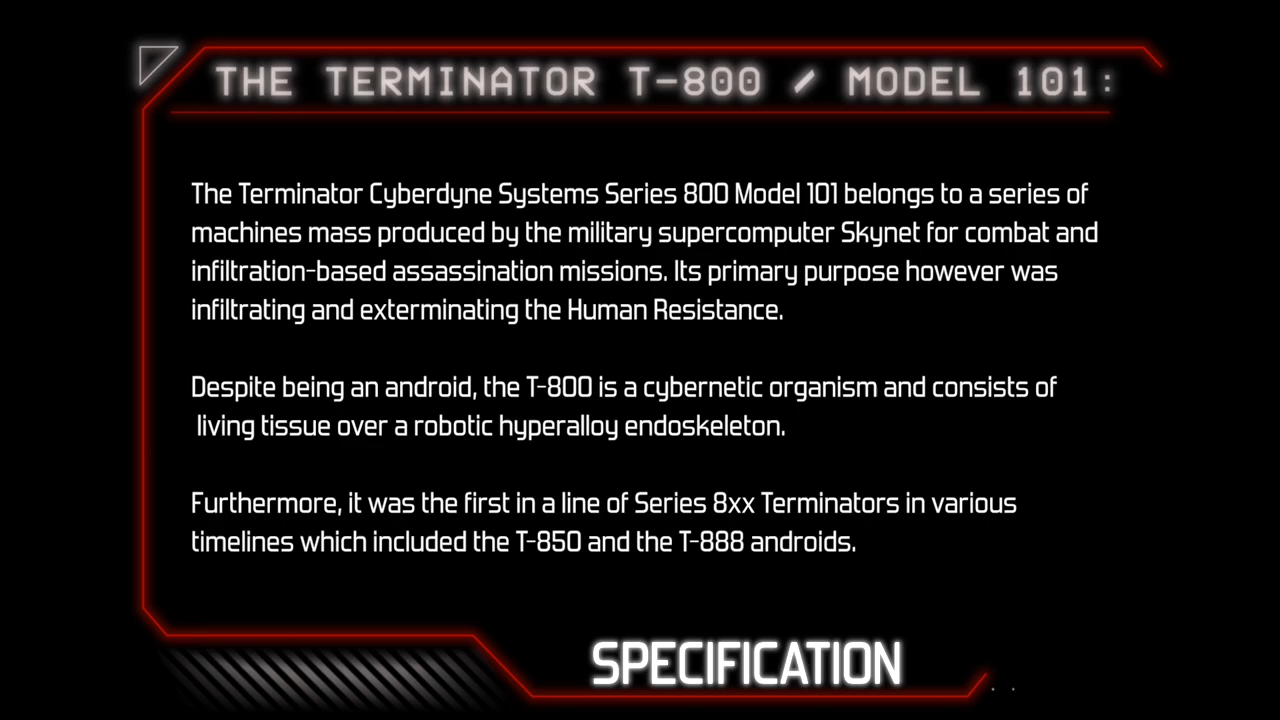 THE TERMINATOR T-800 / MODEL 101:
The Terminator Cyberdyne Systems Series 800 Model 101 belongs to a series of
machines mass produced by the military supercomputer Skynet for combat and
infiltration-based assassination missions. Its primary purpose however was
infiltrating and exterminating the Human Resistance.
Despite being an android, the T-800 is a cybernetic organism and consists of
living tissue over a robotic hyperalloy endoskeleton.
Furthermore, it was the first in a line of Series 8xx Terminators in various
timelines which included the T-850 and the T-888 androids.
SPECIFICATION